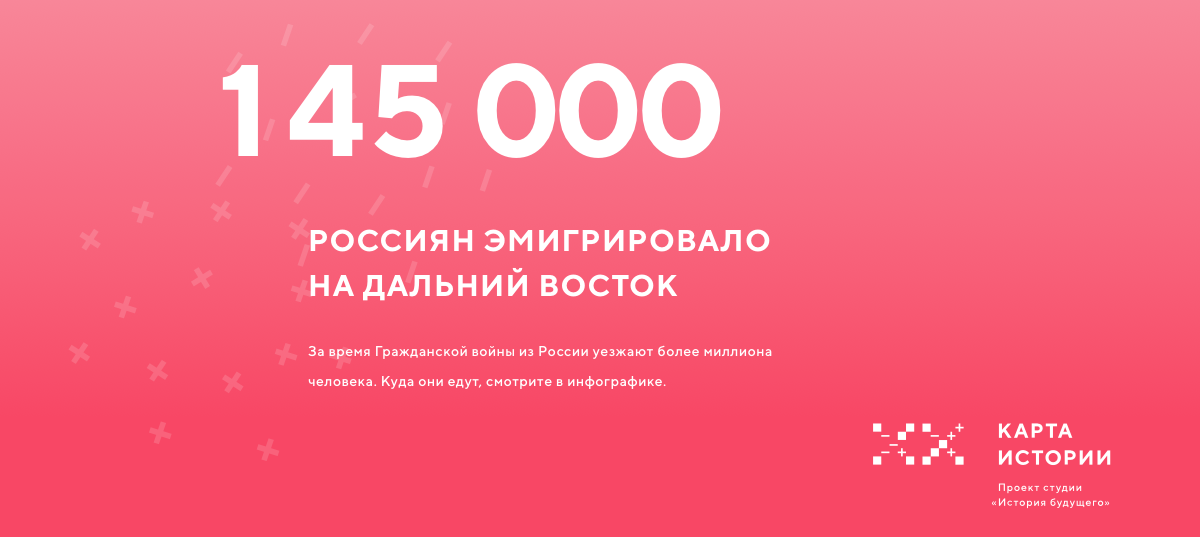 145 000
РОССИЯН ЭМИГРИРОВАЛО
НА ДАЛЬНИЙ ВОСТОК
За время Гражданской войны из России уезжают более миллиона
человека. Куда они едут, смотрите в инфографике.
КАРТА
ИСТОРИИ
Проект студии
«История будущего»